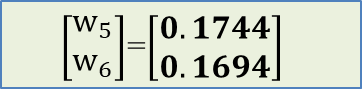 [w₅] = [0.1744]
[w₆]   [0.1694]